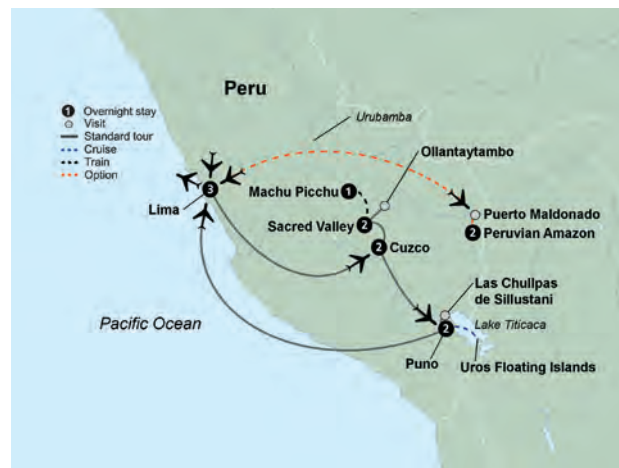 Peru
1 Overnight stay
Visit
Standard tour
Cruise
Train
Option
Urubamba
Ollantaytambo
3
Lima
Machu Picchu 1
Sacred Valley 2
2 Cuzco
Puerto Maldonado
2 Peruvian Amazon
Las Chullpas
de Sillustani
Lake Titicaca
2
Puno
Uros Floating Islands
Pacific Ocean